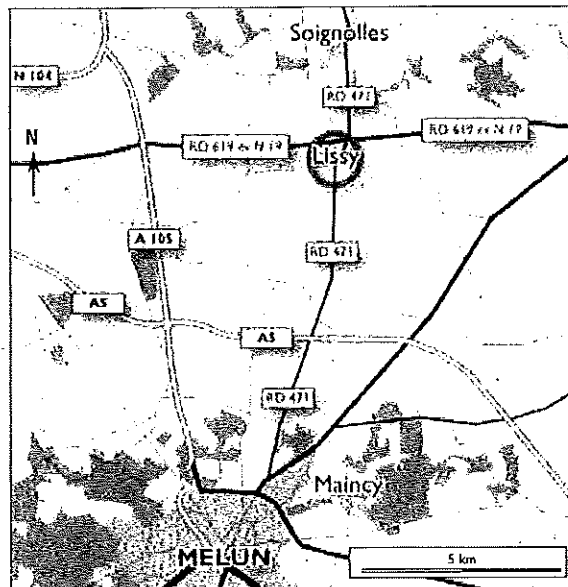 Soignolles
N 104
RD 471
N
RD 619 ex N 19
RD 619 ex N 19
Lissy
A 105
RD 471
A5
A5
RD 471
Maincy
MELUN
5 km